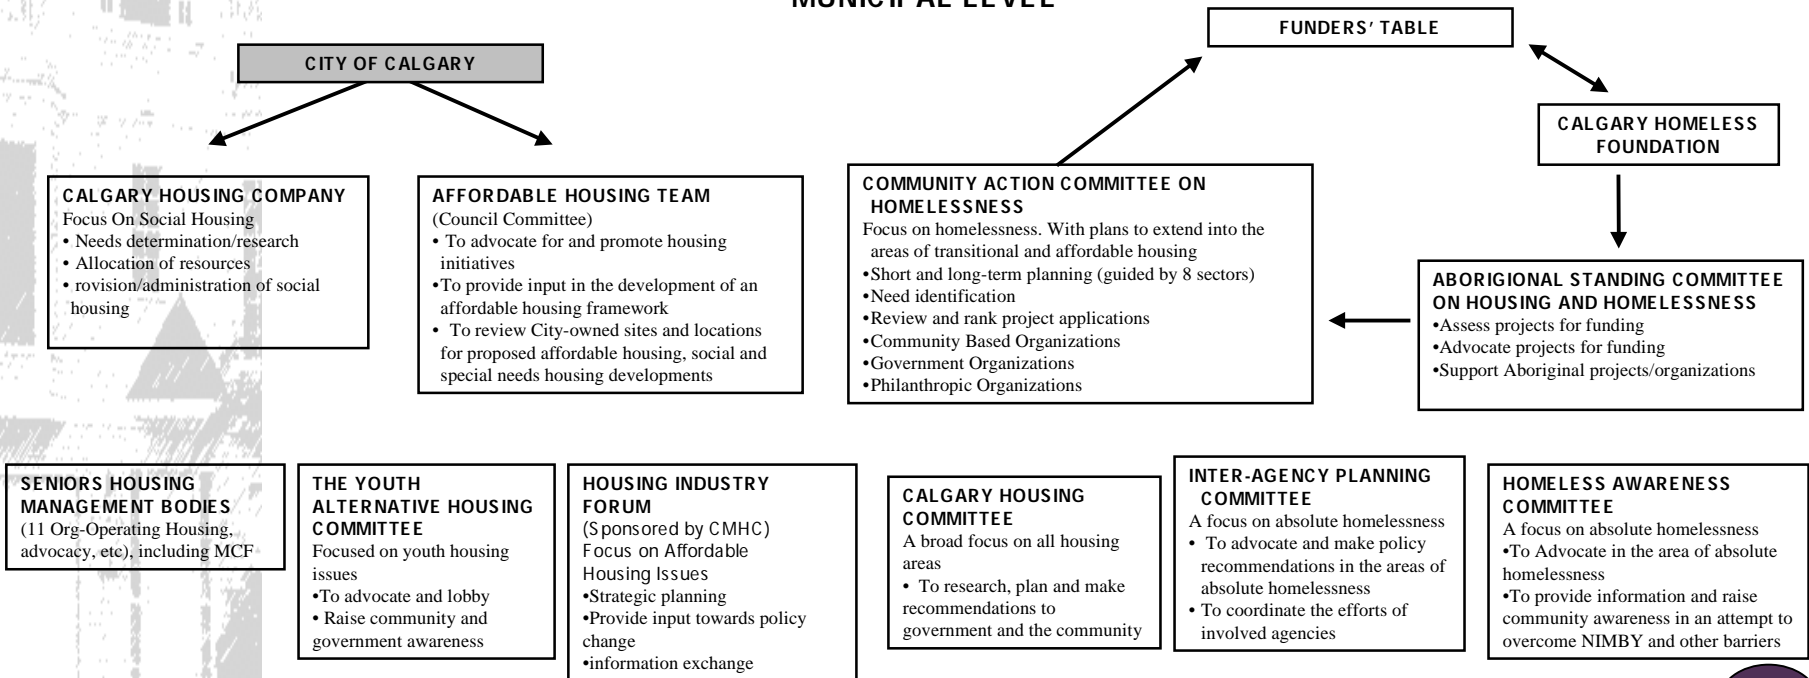 MUNICIPAL LEVEL
FUNDERS' TABLE
CITY OF CALGARY
CALGARY HOMELESS
FOUNDATION
CALGARY HOUSING COMPANY
Focus On Social Housing
• Needs determination/research
• Allocation of resources
• rovision/administration of social
housing
AFFORDABLE HOUSING TEAM
(Council Committee)
• To advocate for and promote housing
initiatives
•To provide input in the development of an
affordable housing framework
• To review City-owned sites and locations
for proposed affordable housing, social and
special needs housing developments
COMMUNITY ACTION COMMITTEE ON
HOMELESSNESS
Focus on homelessness. With plans to extend into the
areas of transitional and affordable housing
•Short and long-term planning (guided by 8 sectors)
•Need identification
•Review and rank project applications
•Community Based Organizations
•Government Organizations
•Philanthropic Organizations
ABORIGIONAL STANDING COMMITTEE
ON HOUSING AND HOMELESSNESS
•Assess projects for funding
•Advocate projects for funding
•Support Aboriginal projects/organizations
SENIORS HOUSING
MANAGEMENT BODIES
(11 Org-Operating Housing,
advocacy, etc), including MCF
THE YOUTH
ALTERNATIVE HOUSING
COMMITTEE
Focused on youth housing
issues
•To advocate and lobby
• Raise community and
government awareness
HOUSING INDUSTRY
FORUM
(Sponsored by CMHC)
Focus on Affordable
Housing Issues
•Strategic planning
•Provide input towards policy
change
•information exchange
CALGARY HOUSING
COMMITTEE
A broad focus on all housing
areas
• To research, plan and make
recommendations to
government and the community
INTER-AGENCY PLANNING
COMMITTEE
A focus on absolute homelessness
• To advocate and make policy
recommendations in the areas of
absolute homelessness
• To coordinate the efforts of
involved agencies
HOMELESS AWARENESS
COMMITTEE
A focus on absolute homelessness
•To Advocate in the area of absolute
homelessness
•To provide information and raise
community awareness in an attempt to
overcome NIMBY and other barriers